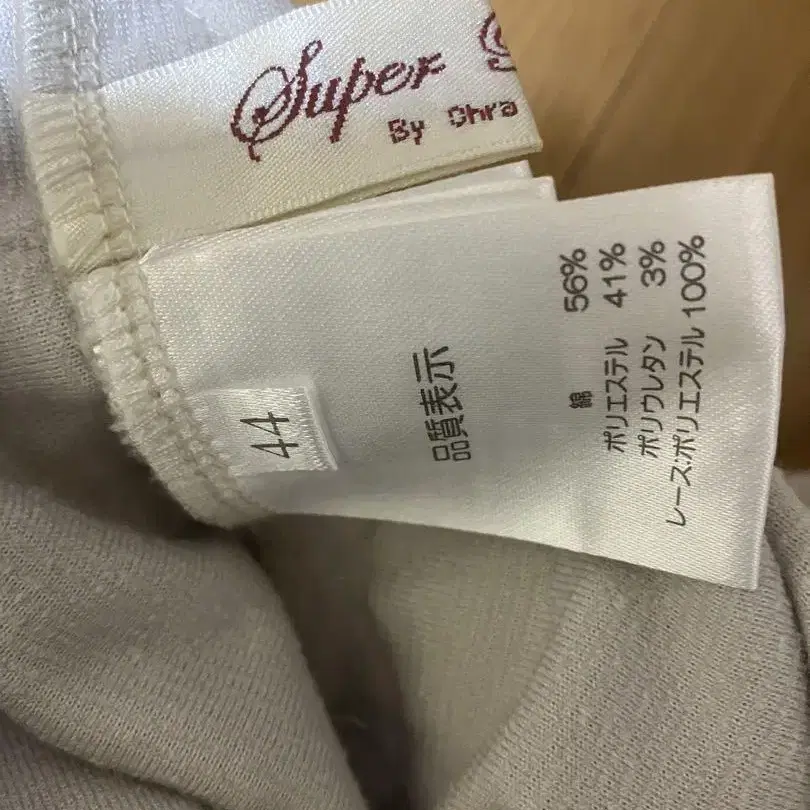 Super
By Chra
44
品質表示
綿 56%
ポリエステル 41%
ポリウレタン 3%
レース:ポリエステル 100%